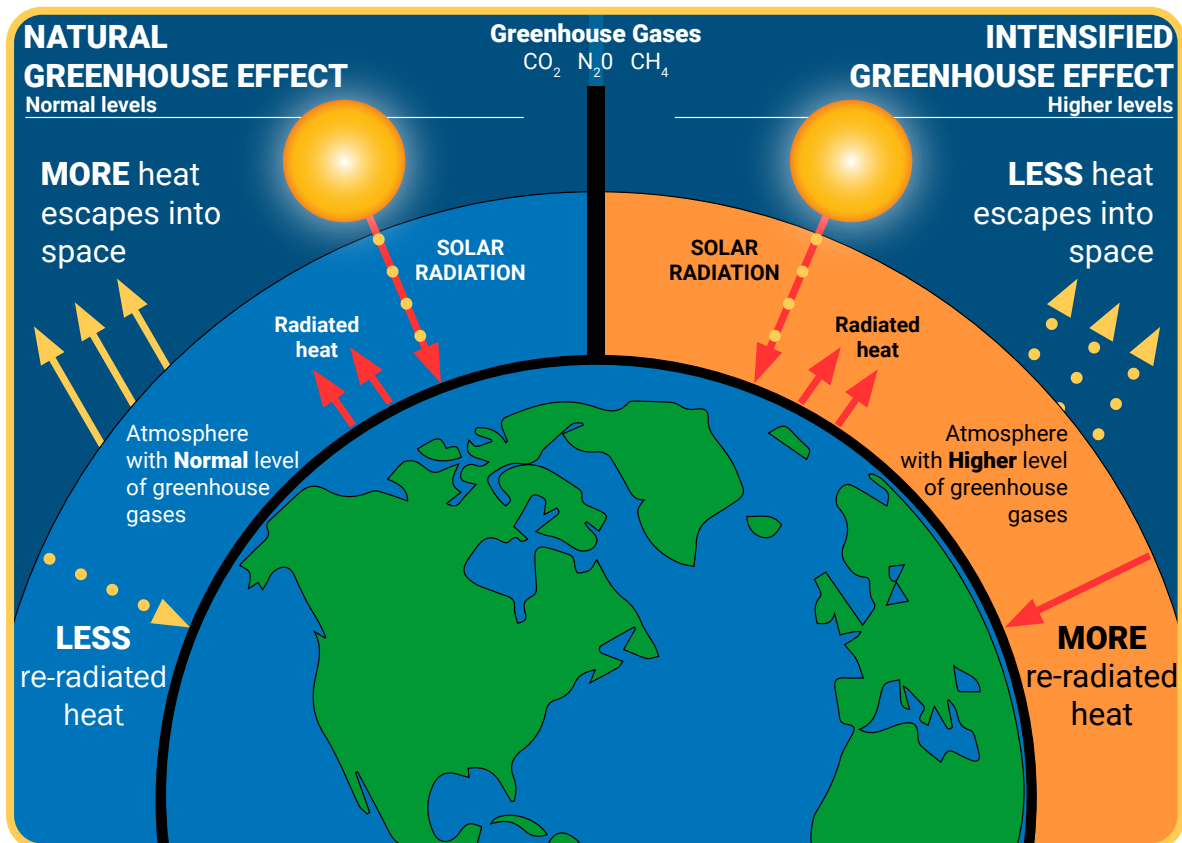 NATURAL
GREENHOUSE EFFECT
Normal levels
Greenhouse Gases
CO₂ N₂0 CH₄
INTENSIFIED
GREENHOUSE EFFECT
Higher levels
MORE heat
escapes into
space
SOLAR
RADIATION
Radiated
heat
Atmosphere
with Normal level
of greenhouse
gases
LESS
re-radiated
heat
SOLAR
RADIATION
LESS heat
escapes into
space
Radiated
heat
Atmosphere
with Higher level
of greenhouse
gases
MORE
re-radiated
heat